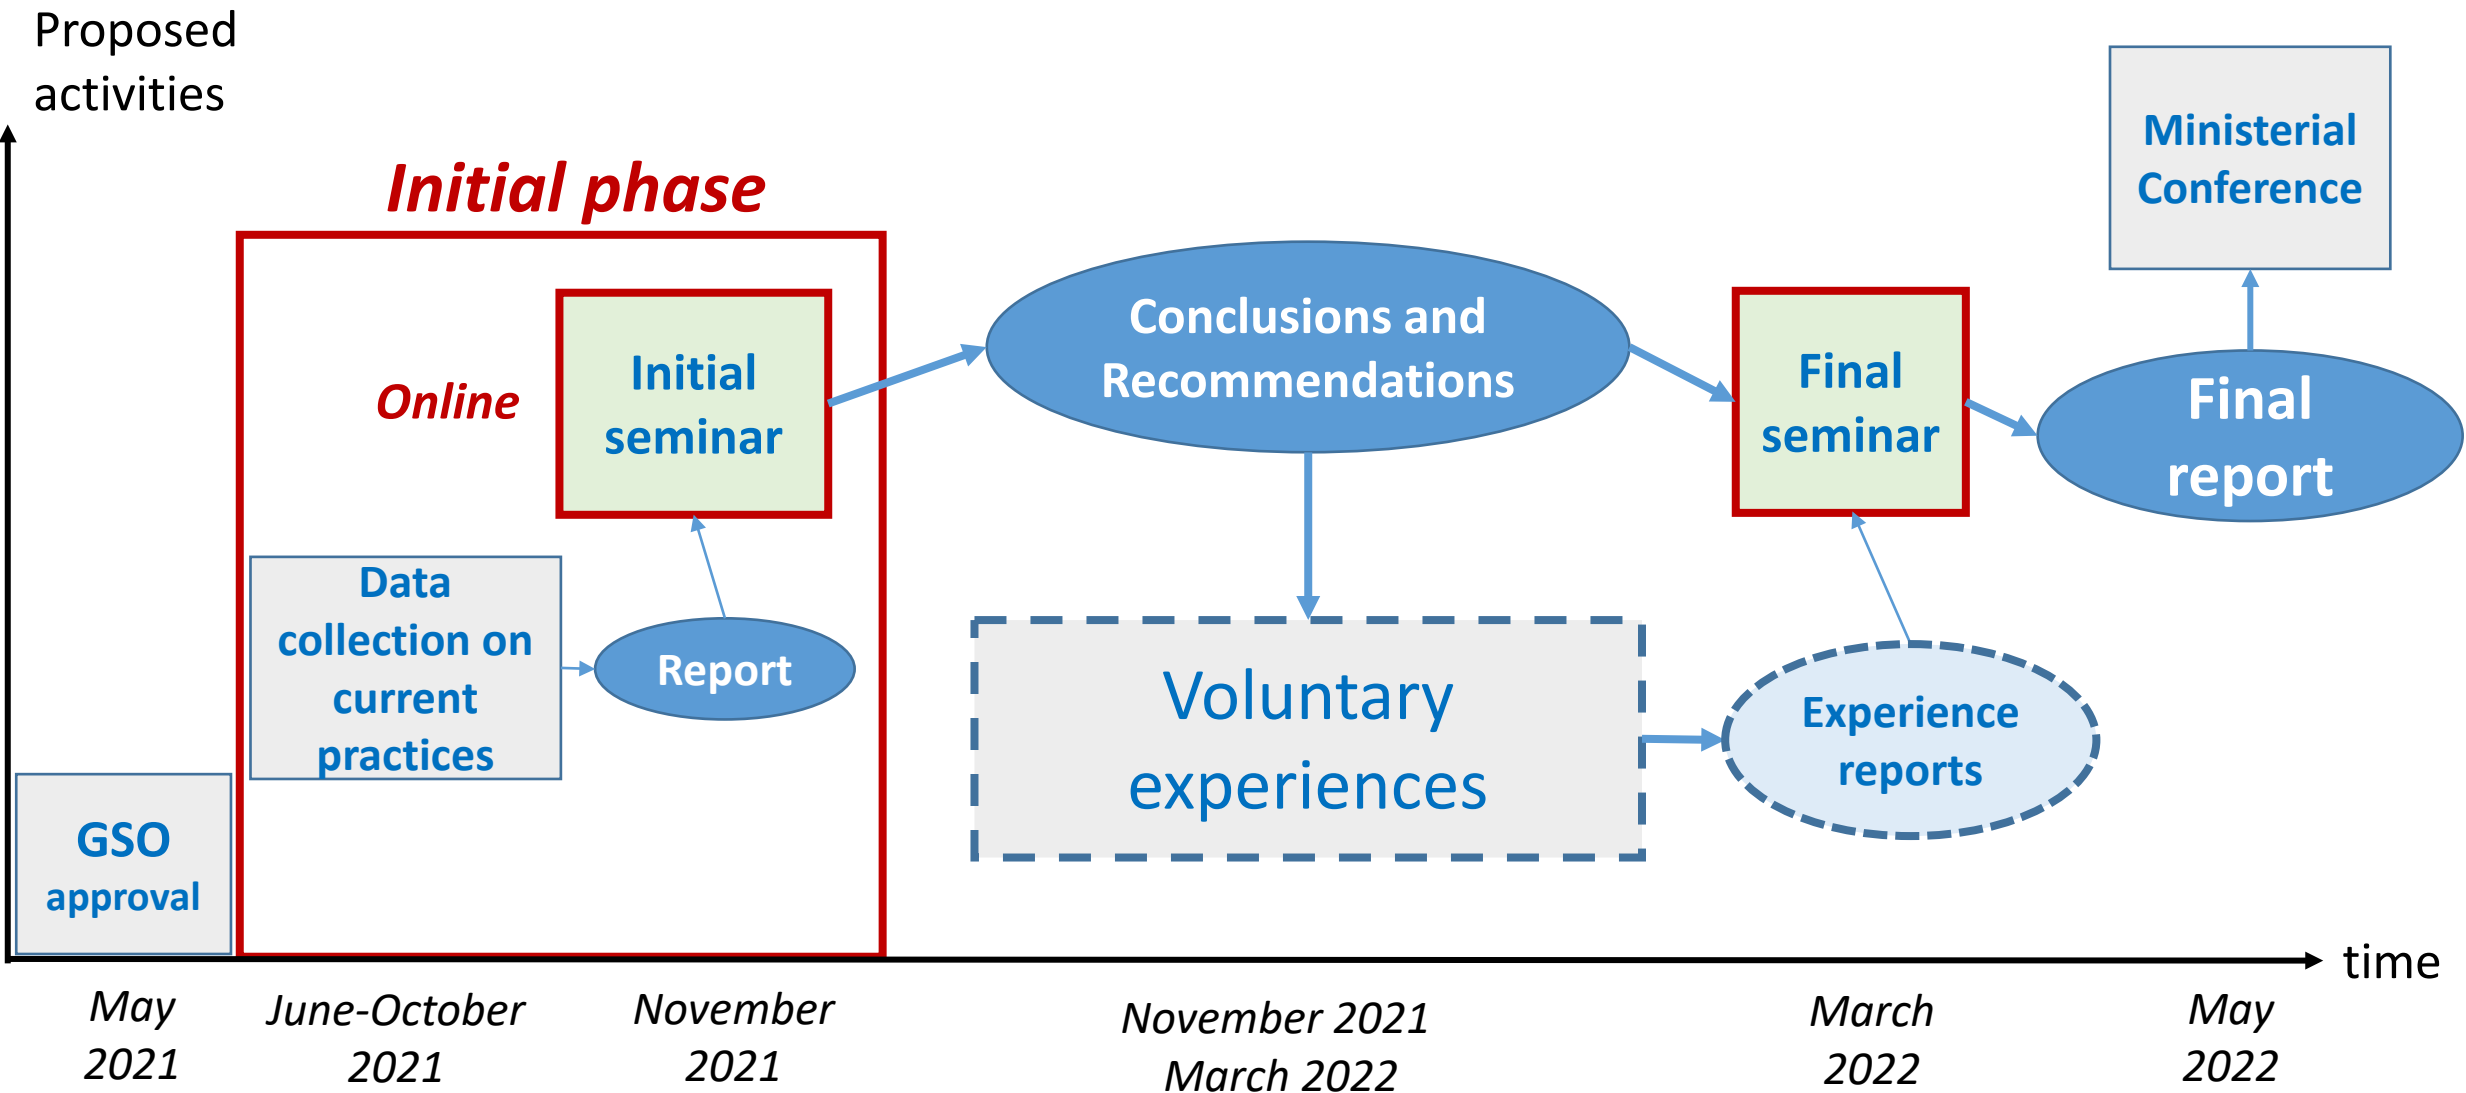 Proposed
activities
Initial phase
Online
Initial
seminar
Data
collection on
current
practices
Report
GSO
approval
Conclusions and
Recommendations
Voluntary
experiences
Final
seminar
Experience
reports
Final
report
Ministerial
Conference
time
May
2021
June-October
2021
November
2021
November 2021
March 2022
March
2022
May
2022